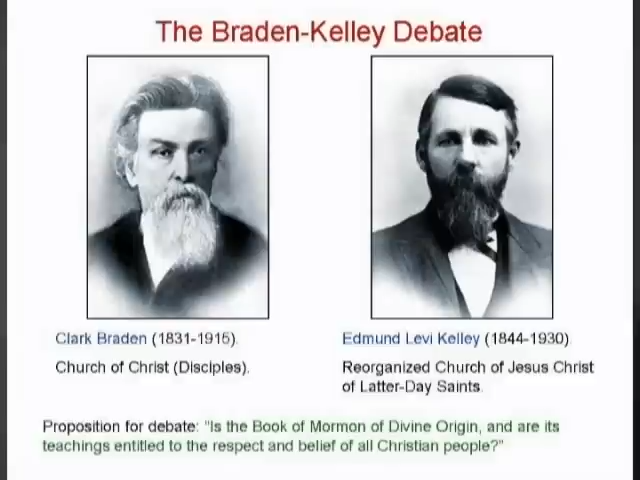 The Braden-Kelley Debate
Clark Braden (1831-1915).
Edmund Levi Kelley (1844-1930)
Church of Christ (Disciples).
Reorganized Church of Jesus Christ
of Latter-Day Saints.
Proposition for debate: "Is the Book of Mormon of Divine Origin, and are its
teachings entitled to the respect and belief of all Christian people?"